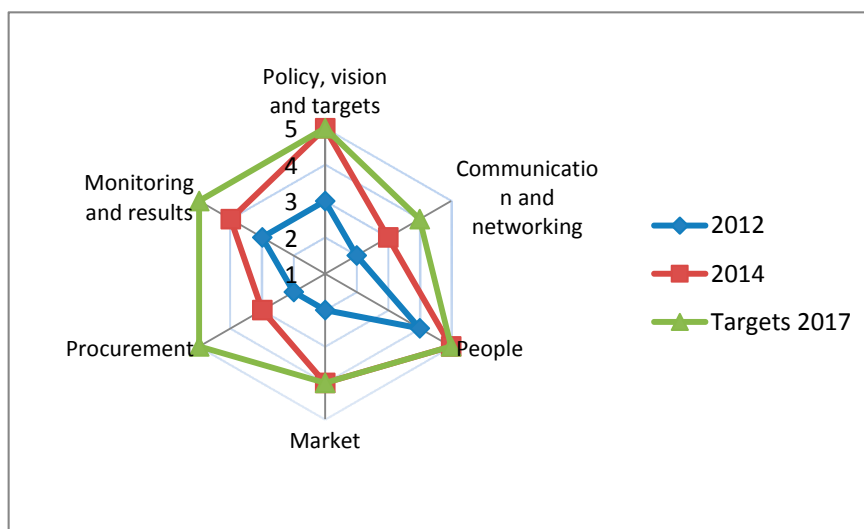 Policy, vision
and targets
5
4
3
2
1
Communicatio
n and
networking
Monitoring
and results
Procurement
People
Market
2012
2014
Targets 2017